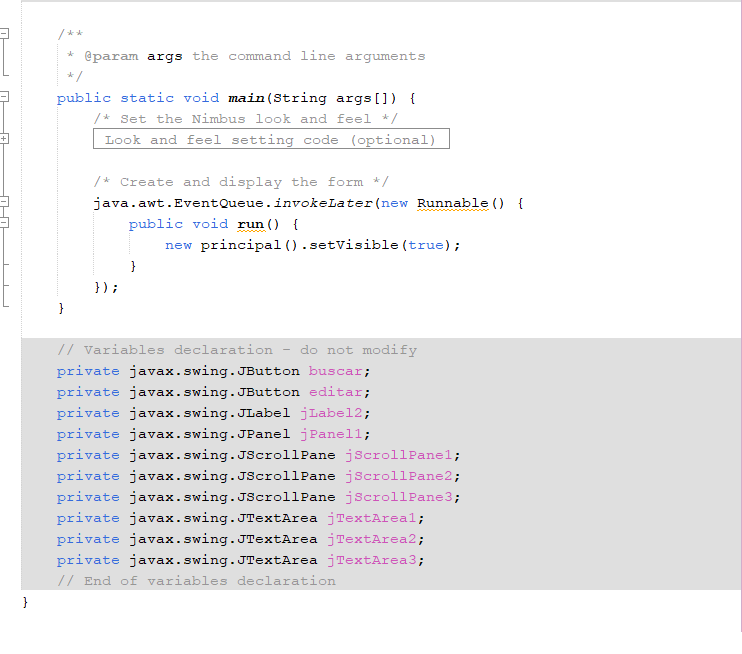 /**
* @param args the command line arguments
*/
public static void main(String args[]) {
/* Set the Nimbus look and feel */
Look and feel setting code (optional)
/* Create and display the form */
java.awt.EventQueue.invokeLater(new Runnable() {
public void run() {
new principal().setVisible(true);
}
});
}
// Variables declaration - do not modify
private javax.swing.JButton buscar;
private javax.swing.JButton editar;
private javax.swing.JLabel jLabel2;
private javax.swing.JPanel jPanel1;
private javax.swing.JScrollPane jScrollPane1;
private javax.swing.JScrollPane jScrollPane2;
private javax.swing.JScrollPane jScrollPane3;
private javax.swing.JTextArea jTextArea1;
private javax.swing.JTextArea jTextArea2;
private javax.swing.JTextArea jTextArea3;
// End of variables declaration
}